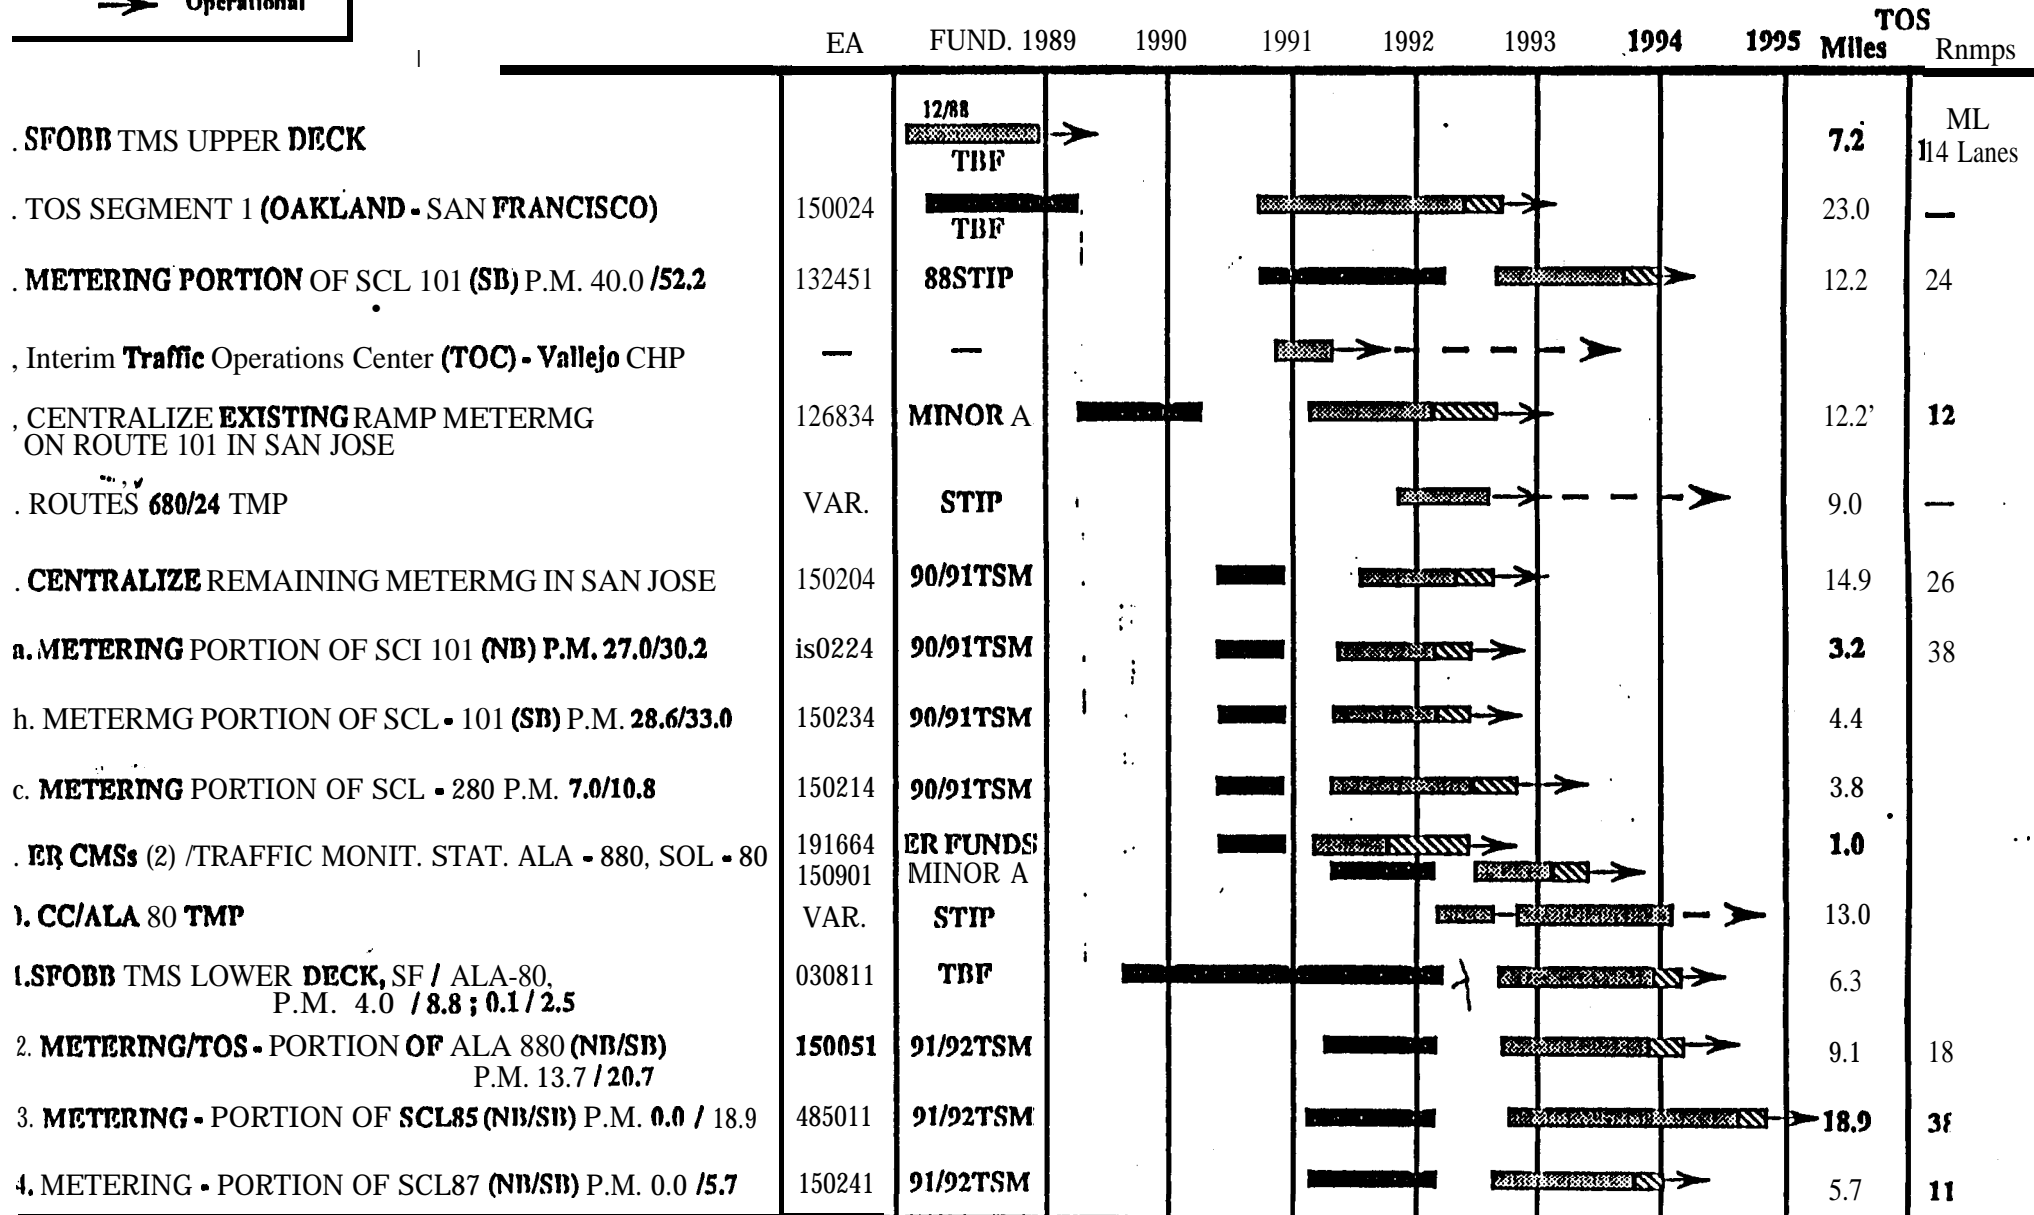 Operational
TOS
EA FUND. 1989 1990 1991 1992 1993 1994 1995 Miles Rnmps
. SFOBB TMS UPPER DECK 12/88 TBF 7.2 ML 114 Lanes
. TOS SEGMENT 1 (OAKLAND - SAN FRANCISCO) 150024 TBF 23.0 —
. METERING PORTION OF SCL 101 (SB) P.M. 40.0 /52.2 132451 88STIP 12.2 24
, Interim Traffic Operations Center (TOC) - Vallejo CHP — —
, CENTRALIZE EXISTING RAMP METERMG 126834 MINOR A 12.2' 12
ON ROUTE 101 IN SAN JOSE
. ROUTES 680/24 TMP VAR. STIP 9.0 —
. CENTRALIZE REMAINING METERMG IN SAN JOSE 150204 90/91TSM 14.9 26
a. METERING PORTION OF SCI 101 (NB) P.M. 27.0/30.2 is0224 90/91TSM 3.2 38
h. METERMG PORTION OF SCL - 101 (SB) P.M. 28.6/33.0 150234 90/91TSM 4.4
c. METERING PORTION OF SCL - 280 P.M. 7.0/10.8 150214 90/91TSM 3.8
. ER CMSs (2) /TRAFFIC MONIT. STAT. ALA - 880, SOL - 80 191664 ER FUNDS 1.0
150901 MINOR A
). CC/ALA 80 TMP VAR. STIP 13.0
1.SFOBB TMS LOWER DECK, SF / ALA-80, 030811 TBF 6.3
P.M. 4.0 / 8.8 ; 0.1 / 2.5
2. METERING/TOS - PORTION OF ALA 880 (NB/SB) 150051 91/92TSM 9.1 18
P.M. 13.7 / 20.7
3. METERING - PORTION OF SCL85 (NB/SB) P.M. 0.0 / 18.9 485011 91/92TSM 18.9 38
4. METERING - PORTION OF SCL87 (NB/SB) P.M. 0.0 /5.7 150241 91/92TSM 5.7 11